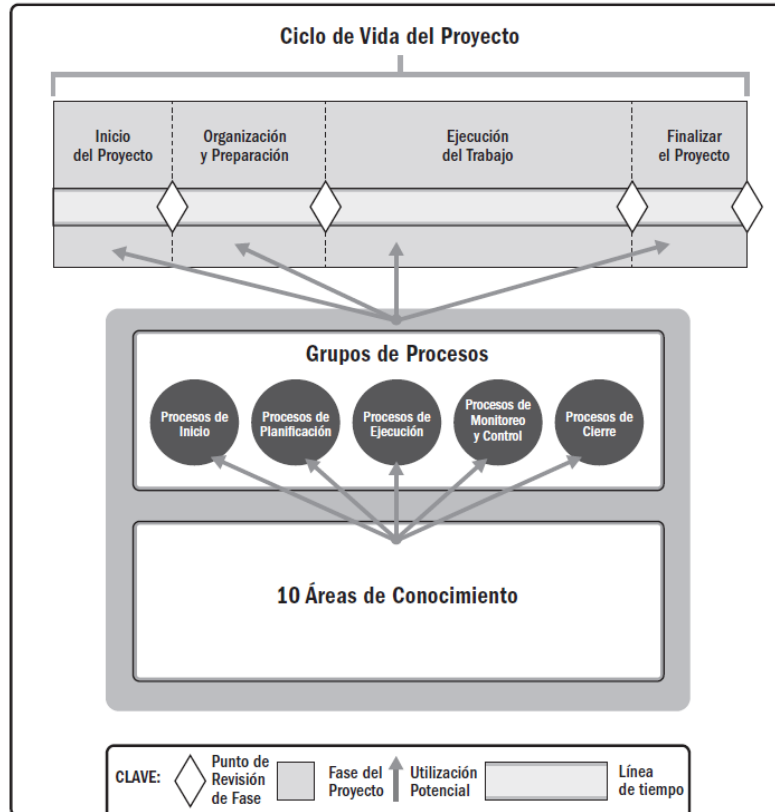 Ciclo de Vida del Proyecto
Inicio
del Proyecto
Organización
y Preparación
Ejecución
del Trabajo
Finalizar
el Proyecto
Grupos de Procesos
Procesos de
Inicio
Procesos de
Planificación
Procesos de
Ejecución
Procesos de
Monitoreo
y Control
Procesos de
Cierre
10 Áreas de Conocimiento
CLAVE:
Punto de
Revisión
de Fase
Fase del
Proyecto
Utilización
Potencial
Línea
de tiempo